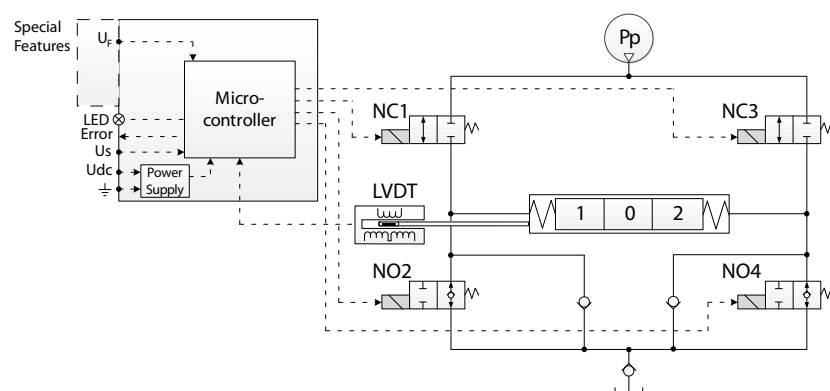 Special
Features
U_F
Pp
Micro-
controller
NC1
NC3
LED
Error
Us
Udc
Power
Supply
LVDT
1 0 2
NO2
NO4